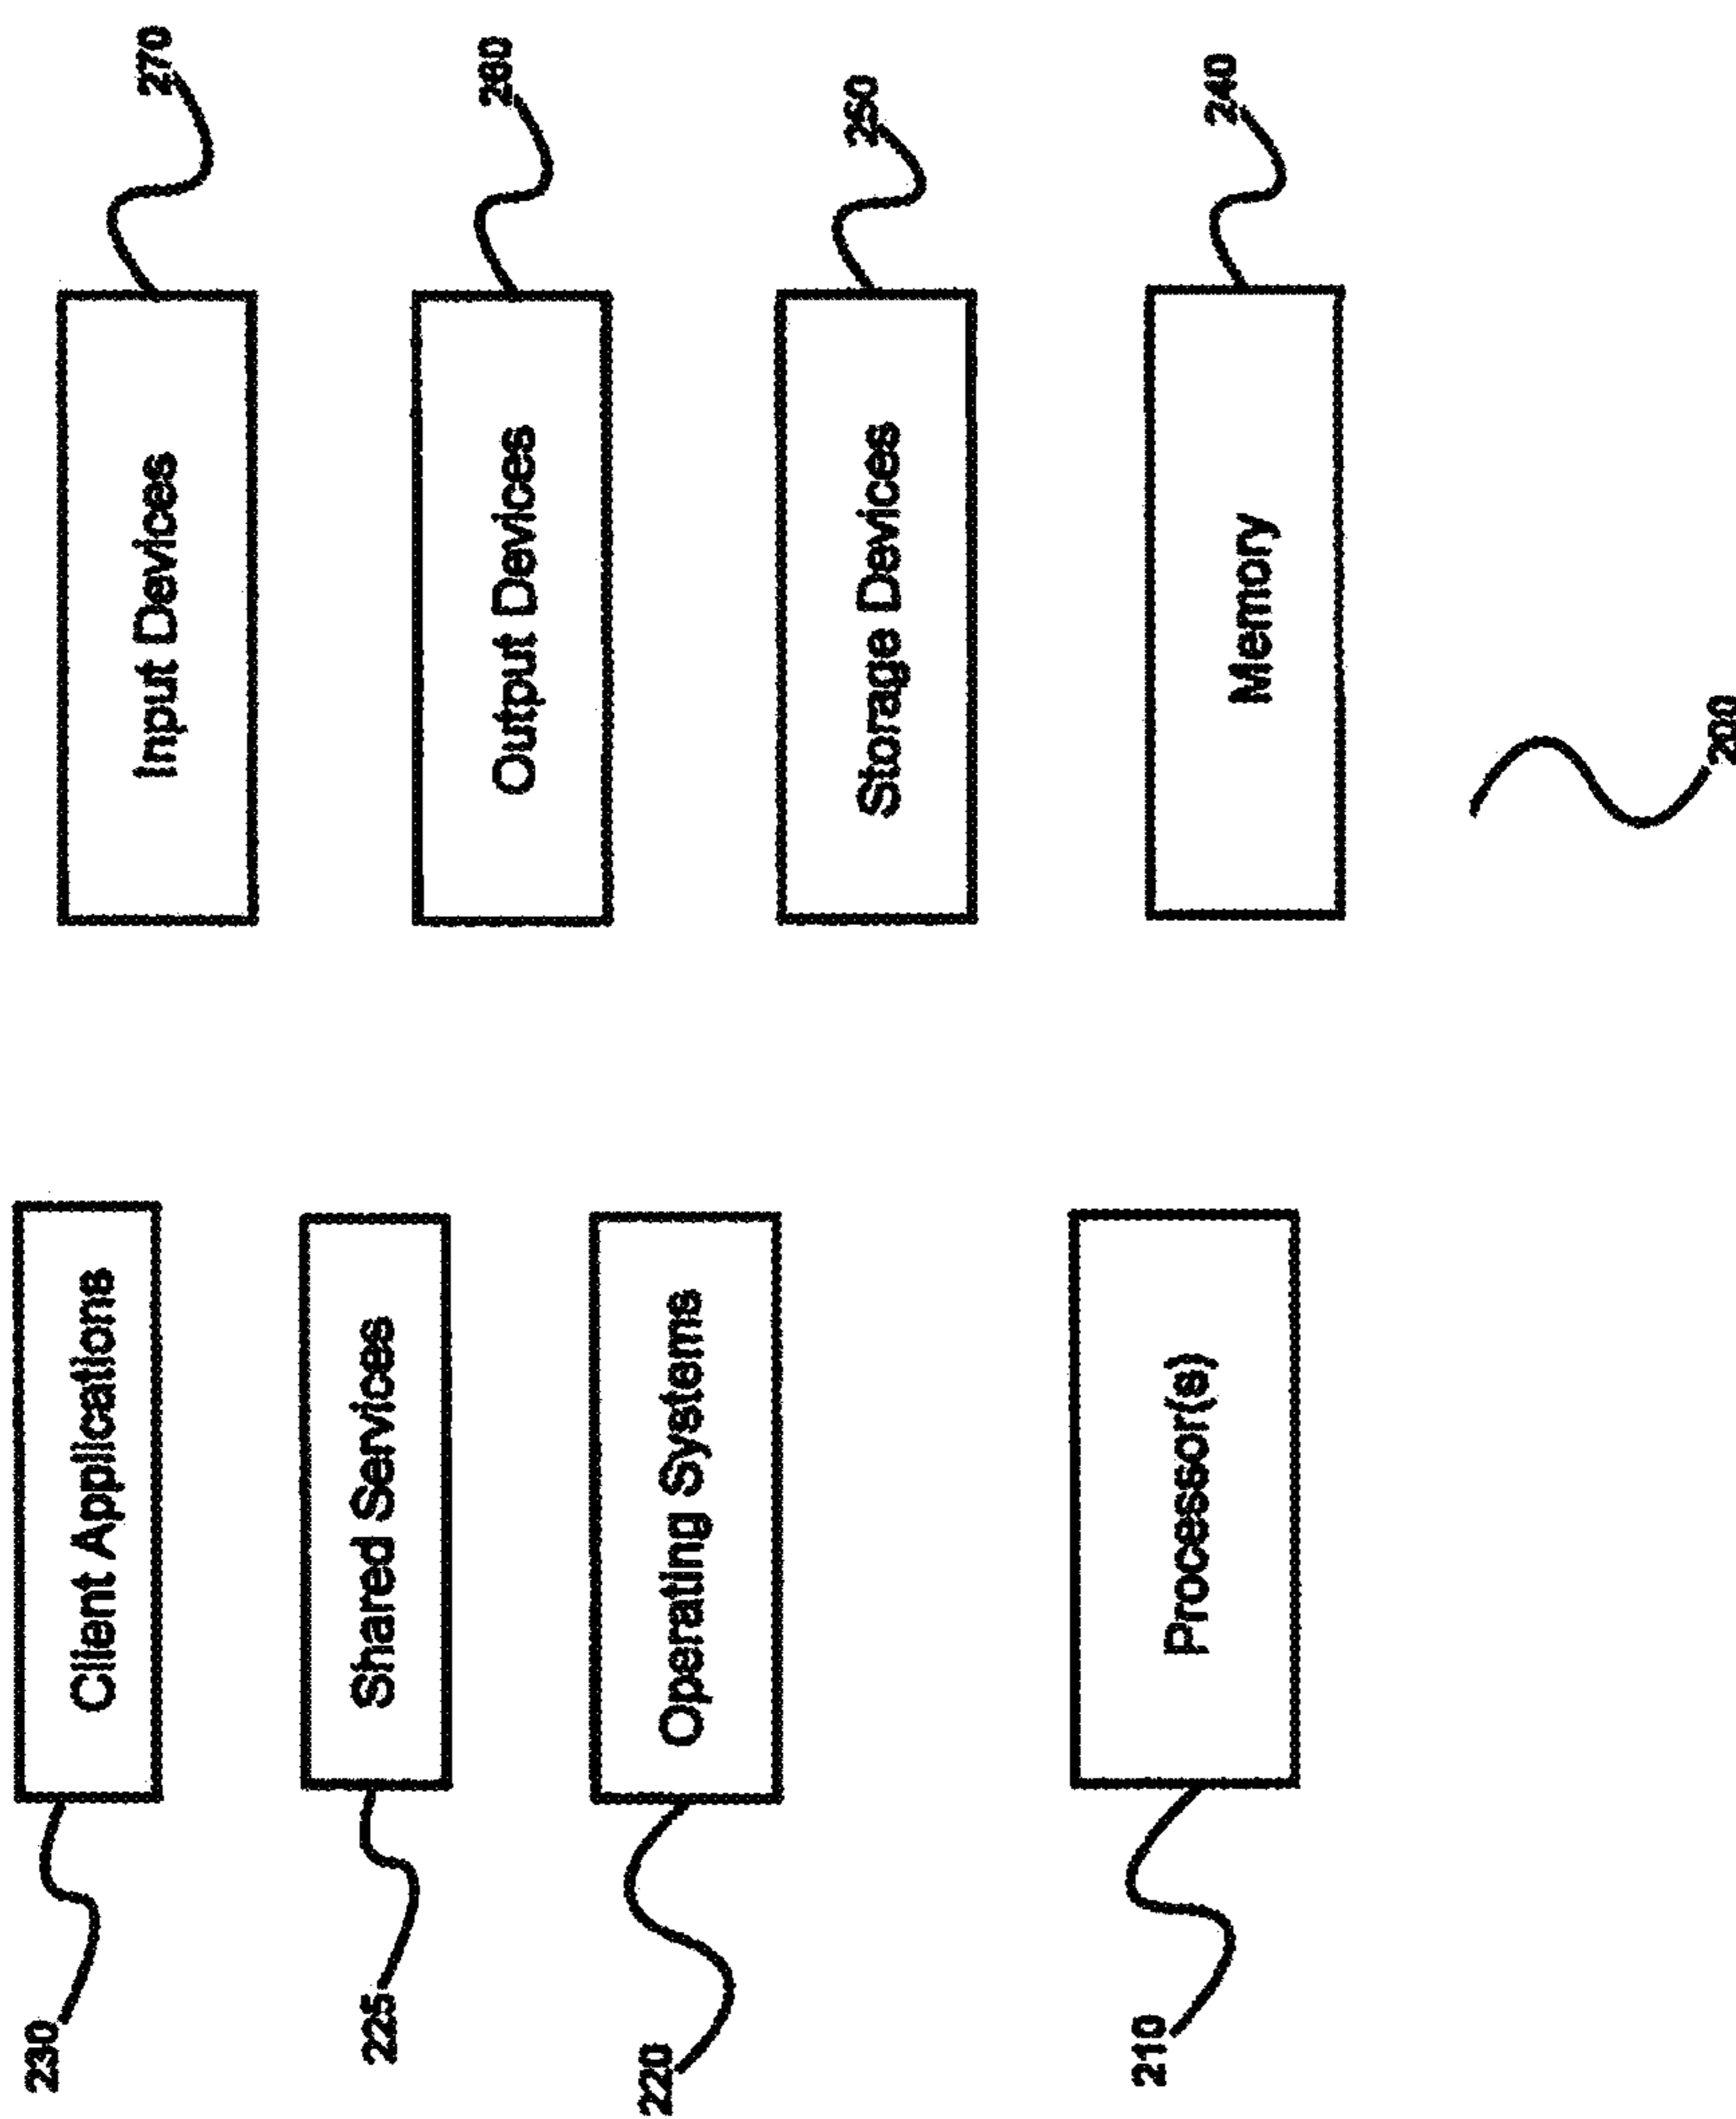 230
Client Applications
Input Devices
270
225
Shared Services
Output Devices
260
220
Operating Systems
Storage Devices
250
210
Processor(s)
Memory
240
200